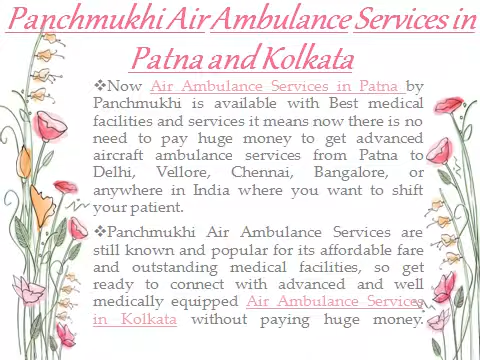 Panchmukhi Air Ambulance Services in
Patna and Kolkata
❖Now Air Ambulance Services in Patna by
Panchmukhi is available with Best medical
facilities and services it means now there is no
need to pay huge money to get advanced
aircraft ambulance services from Patna to
Delhi, Vellore, Chennai, Bangalore, or
anywhere in India where you want to shift
your patient.
❖Panchmukhi Air Ambulance Services are
still known and popular for its affordable fare
and outstanding medical facilities, so get
ready to connect with advanced and well
medically equipped Air Ambulance Services
in Kolkata without paying huge money.